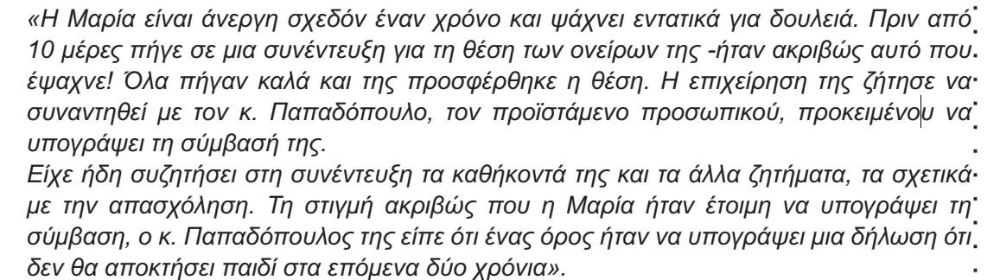 «Η Μαρία είναι άνεργη σχεδόν έναν χρόνο και ψάχνει εντατικά για δουλειά. Πριν από
10 μέρες πήγε σε μια συνέντευξη για τη θέση των ονείρων της -ήταν ακριβώς αυτό που
έψαχνε! Όλα πήγαν καλά και της προσφέρθηκε η θέση. Η επιχείρηση της ζήτησε να
συναντηθεί με τον κ. Παπαδόπουλο, τον προϊστάμενο προσωπικού, προκειμένου να
υπογράψει τη σύμβασή της.
Είχε ήδη συζητήσει στη συνέντευξη τα καθήκοντά της και τα άλλα ζητήματα, τα σχετικά
με την απασχόληση. Τη στιγμή ακριβώς που η Μαρία ήταν έτοιμη να υπογράψει τη
σύμβαση, ο κ. Παπαδόπουλος της είπε ότι ένας όρος ήταν να υπογράψει μια δήλωση ότι
δεν θα αποκτήσει παιδί στα επόμενα δύο χρόνια».